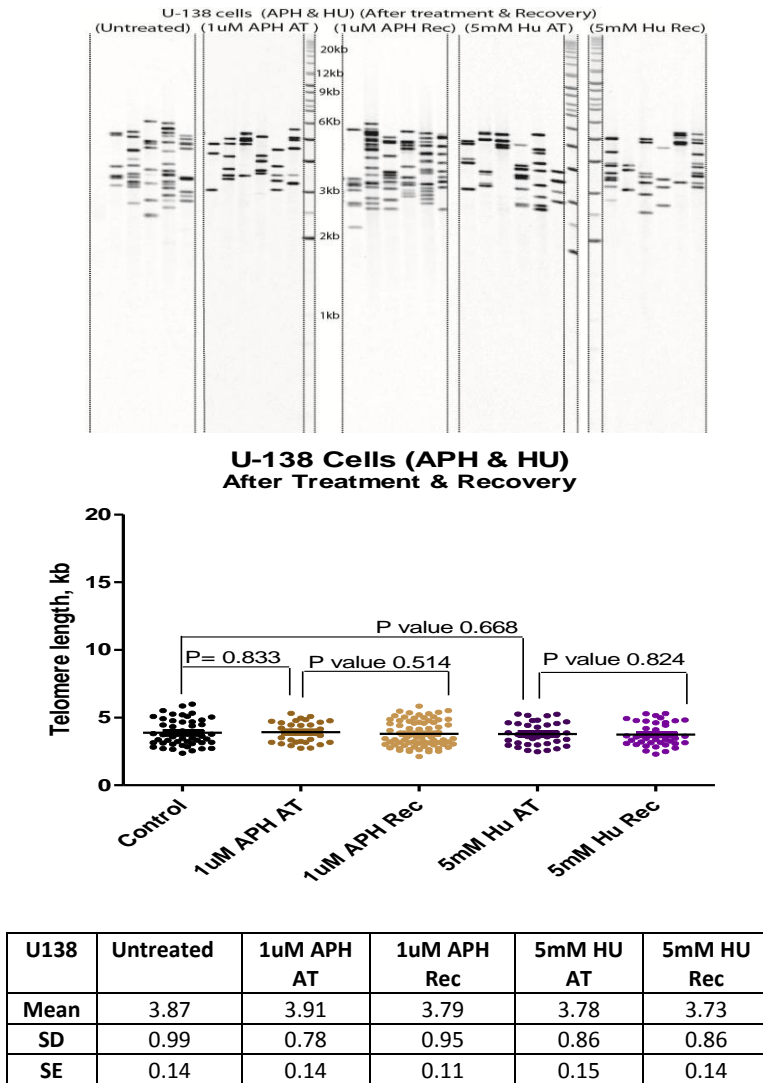 U-138 cells (APH & HU) (After treatment & Recovery)
(Untreated) (1uM APH AT ) (1uM APH Rec) (5mM Hu AT) (5mM Hu Rec)
20kb
12kb
9kb
6Kb
3kb
2kb
1kb
U-138 Cells (APH & HU)
After Treatment & Recovery
Telomere length, kb
20
15
10
5
0
P value 0.668
P= 0.833
P value 0.514
P value 0.824
Control
1uM APH AT
1uM APH Rec
5mM Hu AT
5mM Hu Rec
U138 Untreated 1uM APH AT 1uM APH Rec 5mM HU AT 5mM HU Rec
Mean 3.87 3.91 3.79 3.78 3.73
SD 0.99 0.78 0.95 0.86 0.86
SE 0.14 0.14 0.11 0.15 0.14